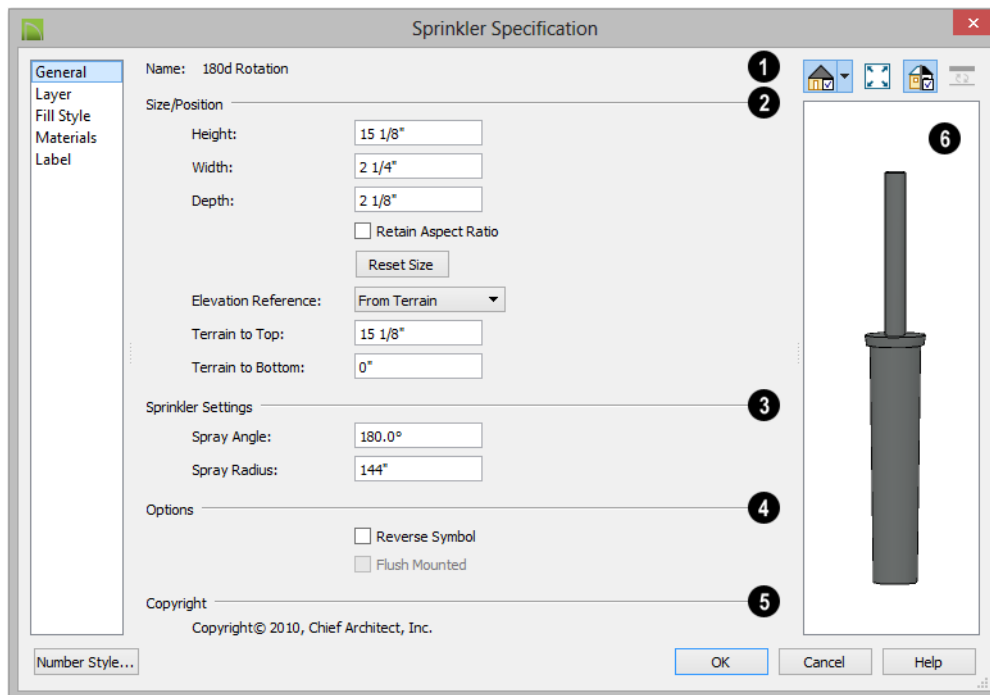 Sprinkler Specification
General
Layer
Fill Style
Materials
Label
Name: 180d Rotation
1
Size/Position
2
Height: 15 1/8"
Width: 2 1/4"
Depth: 2 1/8"
Retain Aspect Ratio
Reset Size
Elevation Reference: From Terrain
Terrain to Top: 15 1/8"
Terrain to Bottom: 0"
Sprinkler Settings
3
Spray Angle: 180.0°
Spray Radius: 144"
Options
4
Reverse Symbol
Flush Mounted
Copyright
5
Copyright© 2010, Chief Architect, Inc.
6
Number Style...
OK
Cancel
Help